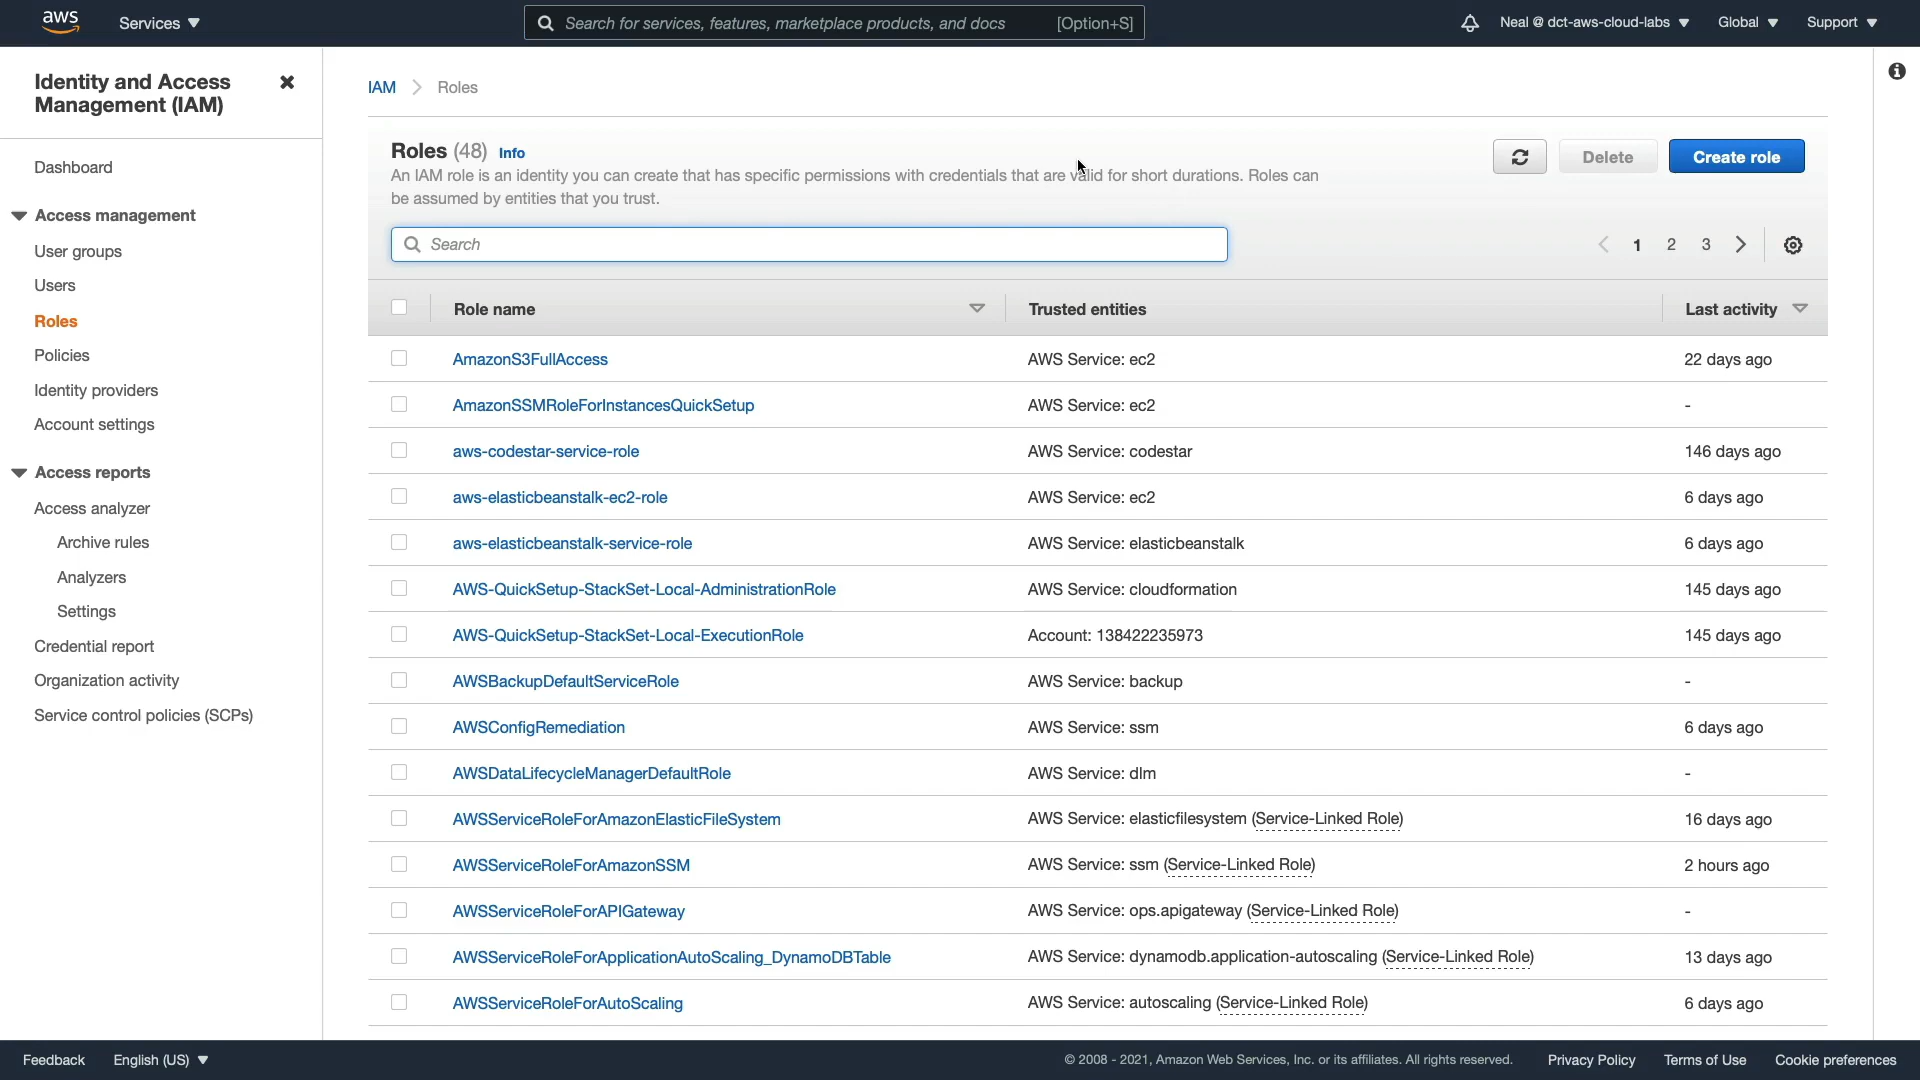 aws
Services
Search for services, features, marketplace products, and docs [Option+S]
Neal @ dct-aws-cloud-labs
Global
Support
Identity and Access
Management (IAM)
Dashboard
Access management
User groups
Users
Roles
Policies
Identity providers
Account settings
Access reports
Access analyzer
Archive rules
Analyzers
Settings
Credential report
Organization activity
Service control policies (SCPs)
IAM Roles
Roles (48) Info
An IAM role is an identity you can create that has specific permissions with credentials that are valid for short durations. Roles can
be assumed by entities that you trust.
Delete
Create role
Search
1 2 3
Role name Trusted entities Last activity
AmazonS3FullAccess AWS Service: ec2 22 days ago
AmazonSSMRoleForInstancesQuickSetup AWS Service: ec2 -
aws-codestar-service-role AWS Service: codestar 146 days ago
aws-elasticbeanstalk-ec2-role AWS Service: ec2 6 days ago
aws-elasticbeanstalk-service-role AWS Service: elasticbeanstalk 6 days ago
AWS-QuickSetup-StackSet-Local-AdministrationRole AWS Service: cloudformation 145 days ago
AWS-QuickSetup-StackSet-Local-ExecutionRole Account: 138422235973 145 days ago
AWSBackupDefaultServiceRole AWS Service: backup -
AWSConfigRemediation AWS Service: ssm 6 days ago
AWSDataLifecycleManagerDefaultRole AWS Service: dlm -
AWSServiceRoleForAmazonElasticFileSystem AWS Service: elasticfilesystem (Service-Linked Role) 16 days ago
AWSServiceRoleForAmazonSSM AWS Service: ssm (Service-Linked Role) 2 hours ago
AWSServiceRoleForAPIGateway AWS Service: ops.apigateway (Service-Linked Role) -
AWSServiceRoleForApplicationAutoScaling_DynamoDBTable AWS Service: dynamodb.application-autoscaling (Service-Linked Role) 13 days ago
AWSServiceRoleForAutoScaling AWS Service: autoscaling (Service-Linked Role) 6 days ago
Feedback English (US) © 2008 - 2021, Amazon Web Services, Inc. or its affiliates. All rights reserved. Privacy Policy Terms of Use Cookie preferences